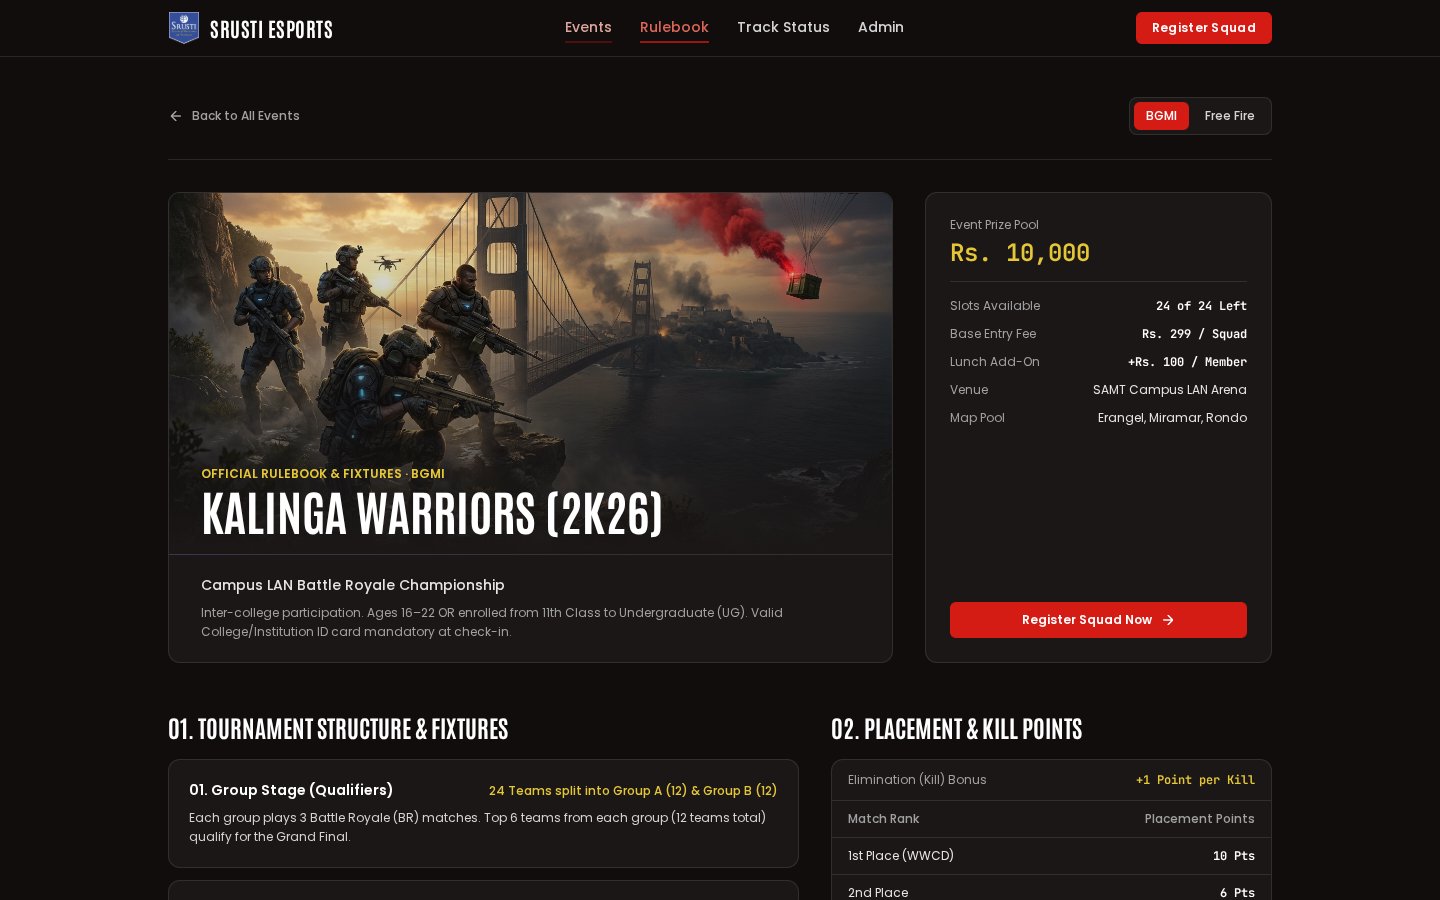 SRUSTI
SRUSTI ESPORTS
Events
Rulebook
Track Status
Admin
Register Squad
Back to All Events
BGMI
Free Fire
OFFICIAL RULEBOOK & FIXTURES · BGMI
KALINGA WARRIORS (2K26)
Campus LAN Battle Royale Championship
Inter-college participation. Ages 16–22 OR enrolled from 11th Class to Undergraduate (UG). Valid
College/Institution ID card mandatory at check-in.
Event Prize Pool
Rs. 10,000
Slots Available 24 of 24 Left
Base Entry Fee Rs. 299 / Squad
Lunch Add-On +Rs. 100 / Member
Venue SAMT Campus LAN Arena
Map Pool Erangel, Miramar, Rondo
Register Squad Now
01. TOURNAMENT STRUCTURE & FIXTURES
01. Group Stage (Qualifiers) 24 Teams split into Group A (12) & Group B (12)
Each group plays 3 Battle Royale (BR) matches. Top 6 teams from each group (12 teams total)
qualify for the Grand Final.
02. PLACEMENT & KILL POINTS
Elimination (Kill) Bonus +1 Point per Kill
Match Rank Placement Points
1st Place (WWCD) 10 Pts
2nd Place 6 Pts